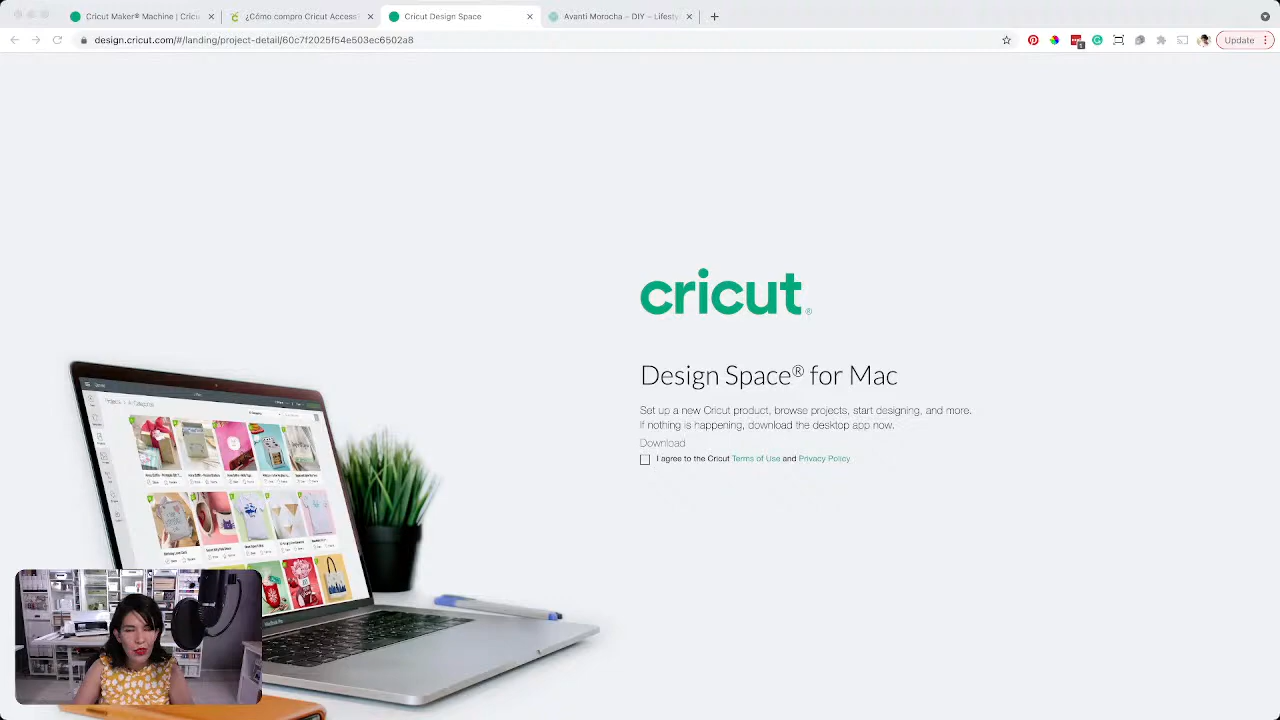 Cricut Maker® Machine | Cricu
¿Cómo compro Cricut Access
Cricut Design Space
Avanti Morocha – DIY – Lifesty
design.cricut.com/#/landing/project-detail/60c7f2025f54e503ec6502a8
Update
cricut®
Design Space® for Mac
Set up a new Cricut product, browse projects, start designing, and more.
If nothing is happening, download the desktop app now.
Download
I agree to the Cricut Terms of Use and Privacy Policy